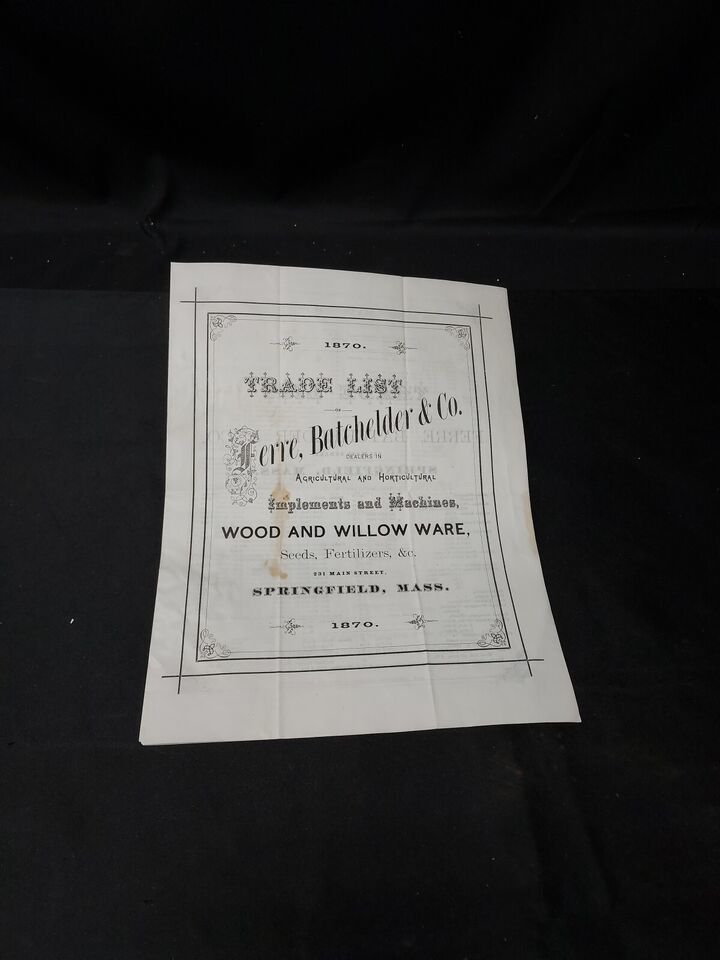 1870.
TRADE LIST
OF
Ferre, Batchelder & Co.
DEALERS IN
AGRICULTURAL AND HORTICULTURAL
Implements and Machines,
WOOD AND WILLOW WARE,
Seeds, Fertilizers, &c.
231 MAIN STREET,
SPRINGFIELD, MASS.
1870.